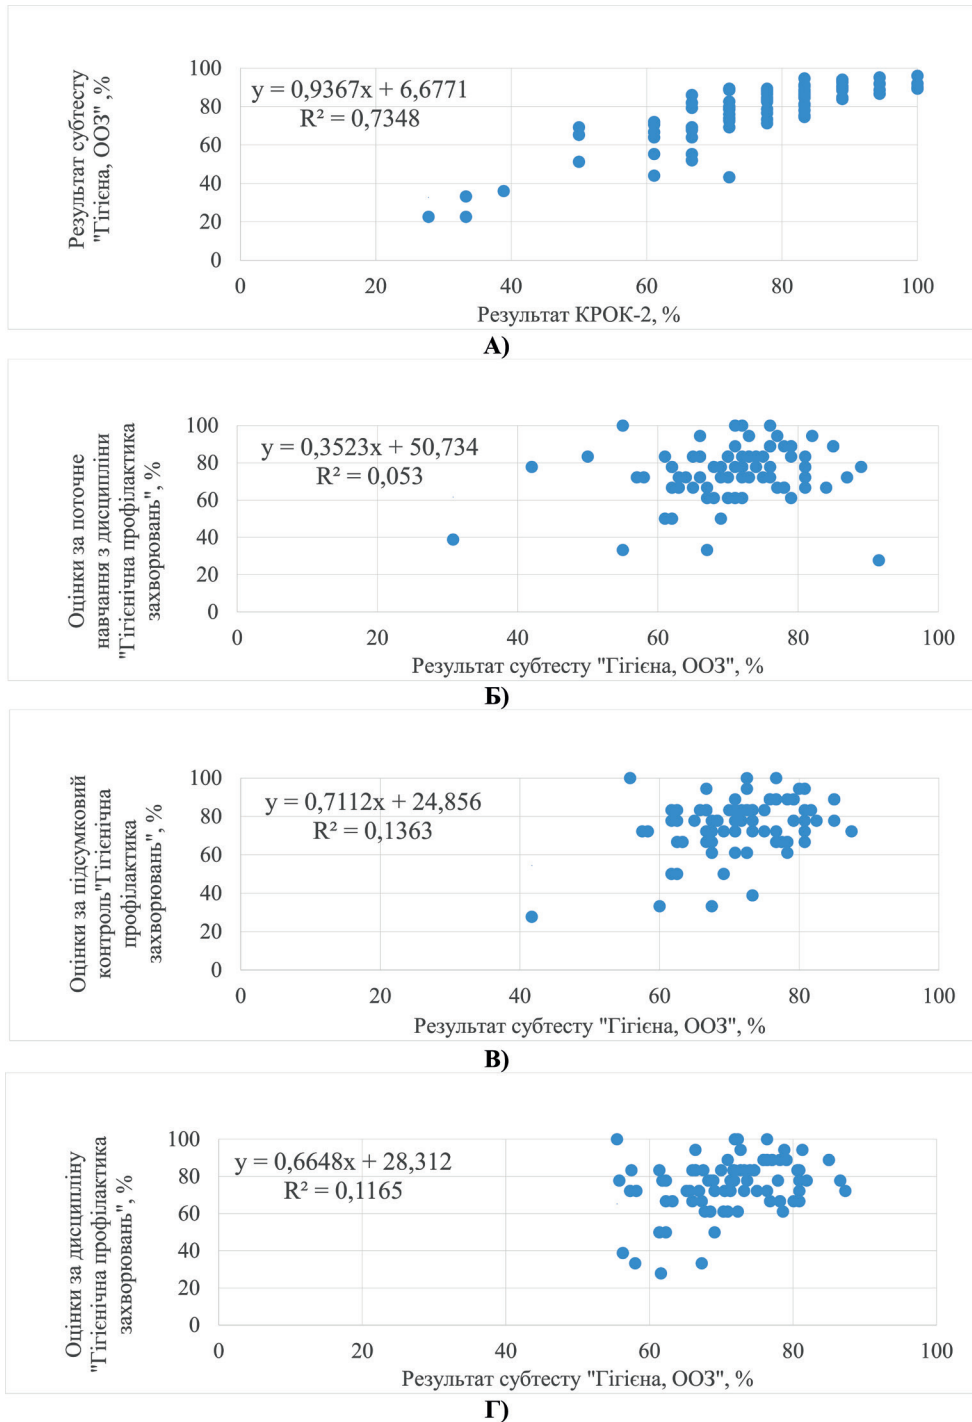 Результат субтесту
"Гігієна, ООЗ" ,%
100
80
60
40
20
0
y = 0,9367x + 6,6771
R² = 0,7348
0 20 40 60 80 100
Результат КРОК-2, %
А)
Оцінки за поточне
навчання з дисципліни
"Гігієнічна профілактика
захворювань", %
100
80
60
40
20
0
y = 0,3523x + 50,734
R² = 0,053
0 20 40 60 80 100
Результат субтесту "Гігієна, ООЗ", %
Б)
Оцінки за підсумковий
контроль"Гігієнічна
профілактика
захворювань", %
100
80
60
40
20
0
y = 0,7112x + 24,856
R² = 0,1363
0 20 40 60 80 100
Результат субтесту "Гігієна, ООЗ", %
В)
Оцінки за дисципліну
"Гігієнічна профілактика
захворювань", %
100
80
60
40
20
0
y = 0,6648x + 28,312
R² = 0,1165
0 20 40 60 80 100
Результат субтесту "Гігієна, ООЗ", %
Г)